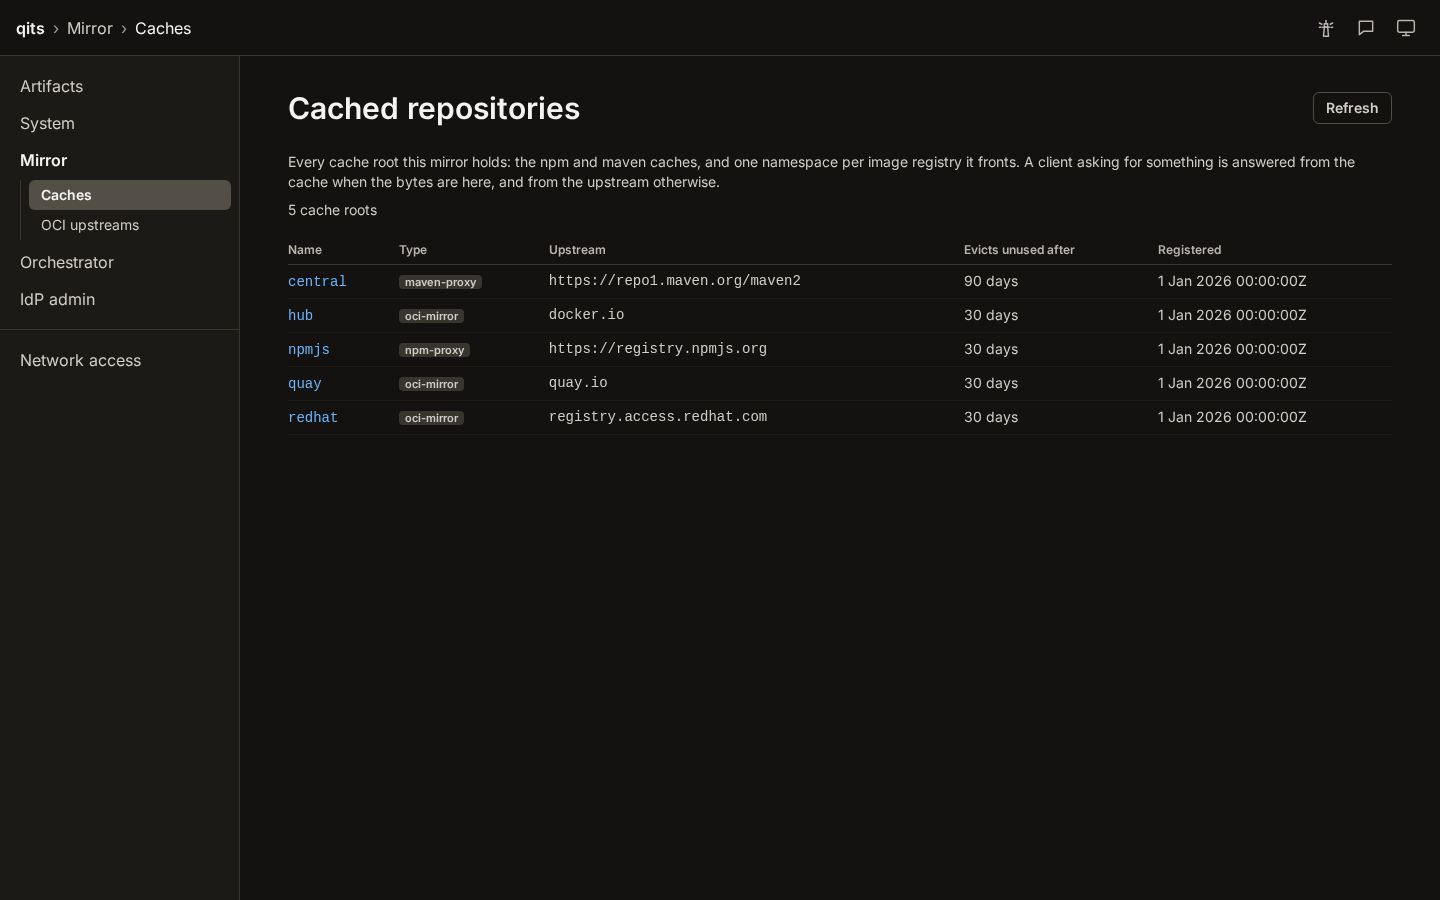 qits › Mirror › Caches
Artifacts
System
Mirror
Caches
OCI upstreams
Orchestrator
IdP admin
Network access
Cached repositories
Refresh
Every cache root this mirror holds: the npm and maven caches, and one namespace per image registry it fronts. A client asking for something is answered from the
cache when the bytes are here, and from the upstream otherwise.
5 cache roots
Name Type Upstream Evicts unused after Registered
central maven-proxy https://repo1.maven.org/maven2 90 days 1 Jan 2026 00:00:00Z
hub oci-mirror docker.io 30 days 1 Jan 2026 00:00:00Z
npmjs npm-proxy https://registry.npmjs.org 30 days 1 Jan 2026 00:00:00Z
quay oci-mirror quay.io 30 days 1 Jan 2026 00:00:00Z
redhat oci-mirror registry.access.redhat.com 30 days 1 Jan 2026 00:00:00Z